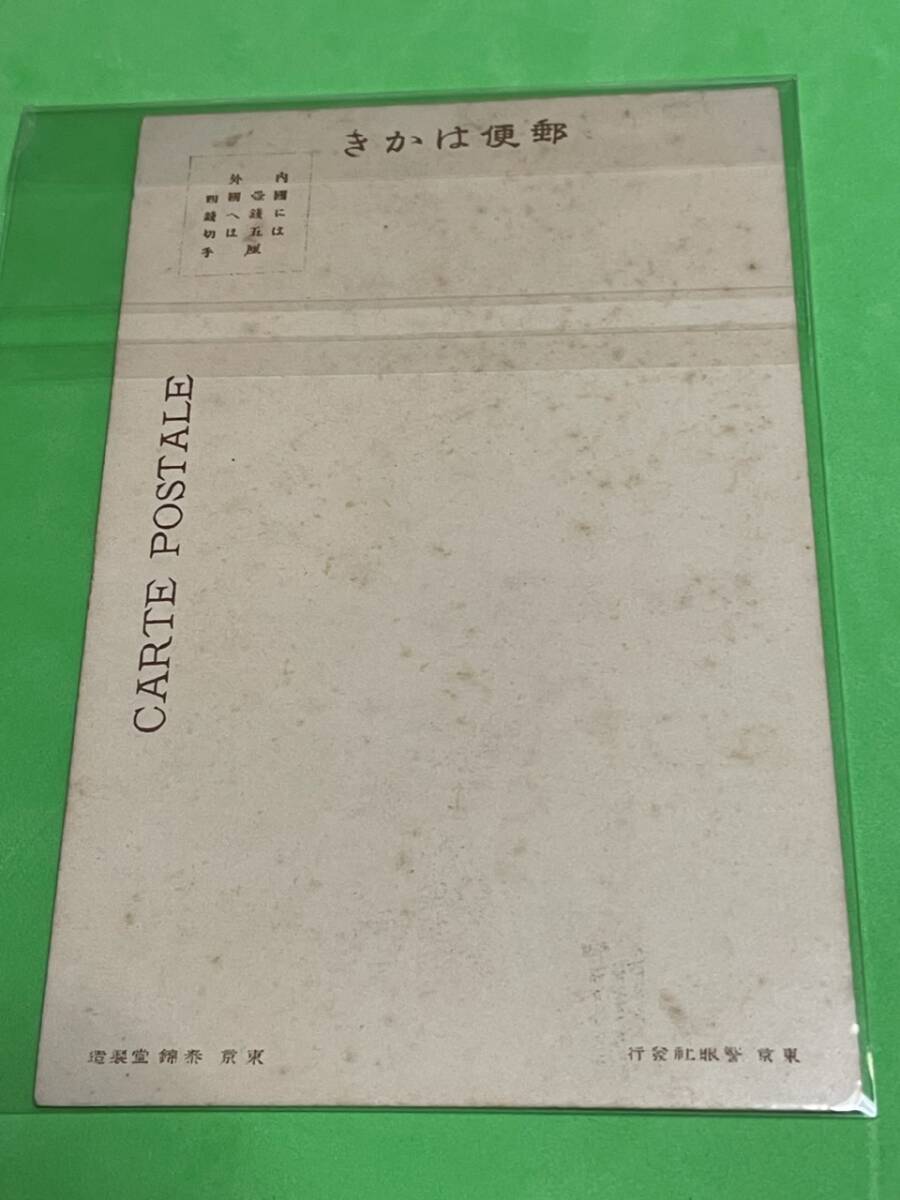 郵便はかき
内國には
壹錢五厘
外國へは
四錢切手
CARTE POSTALE
東京 警眼社發行
東京 泰錦堂製造